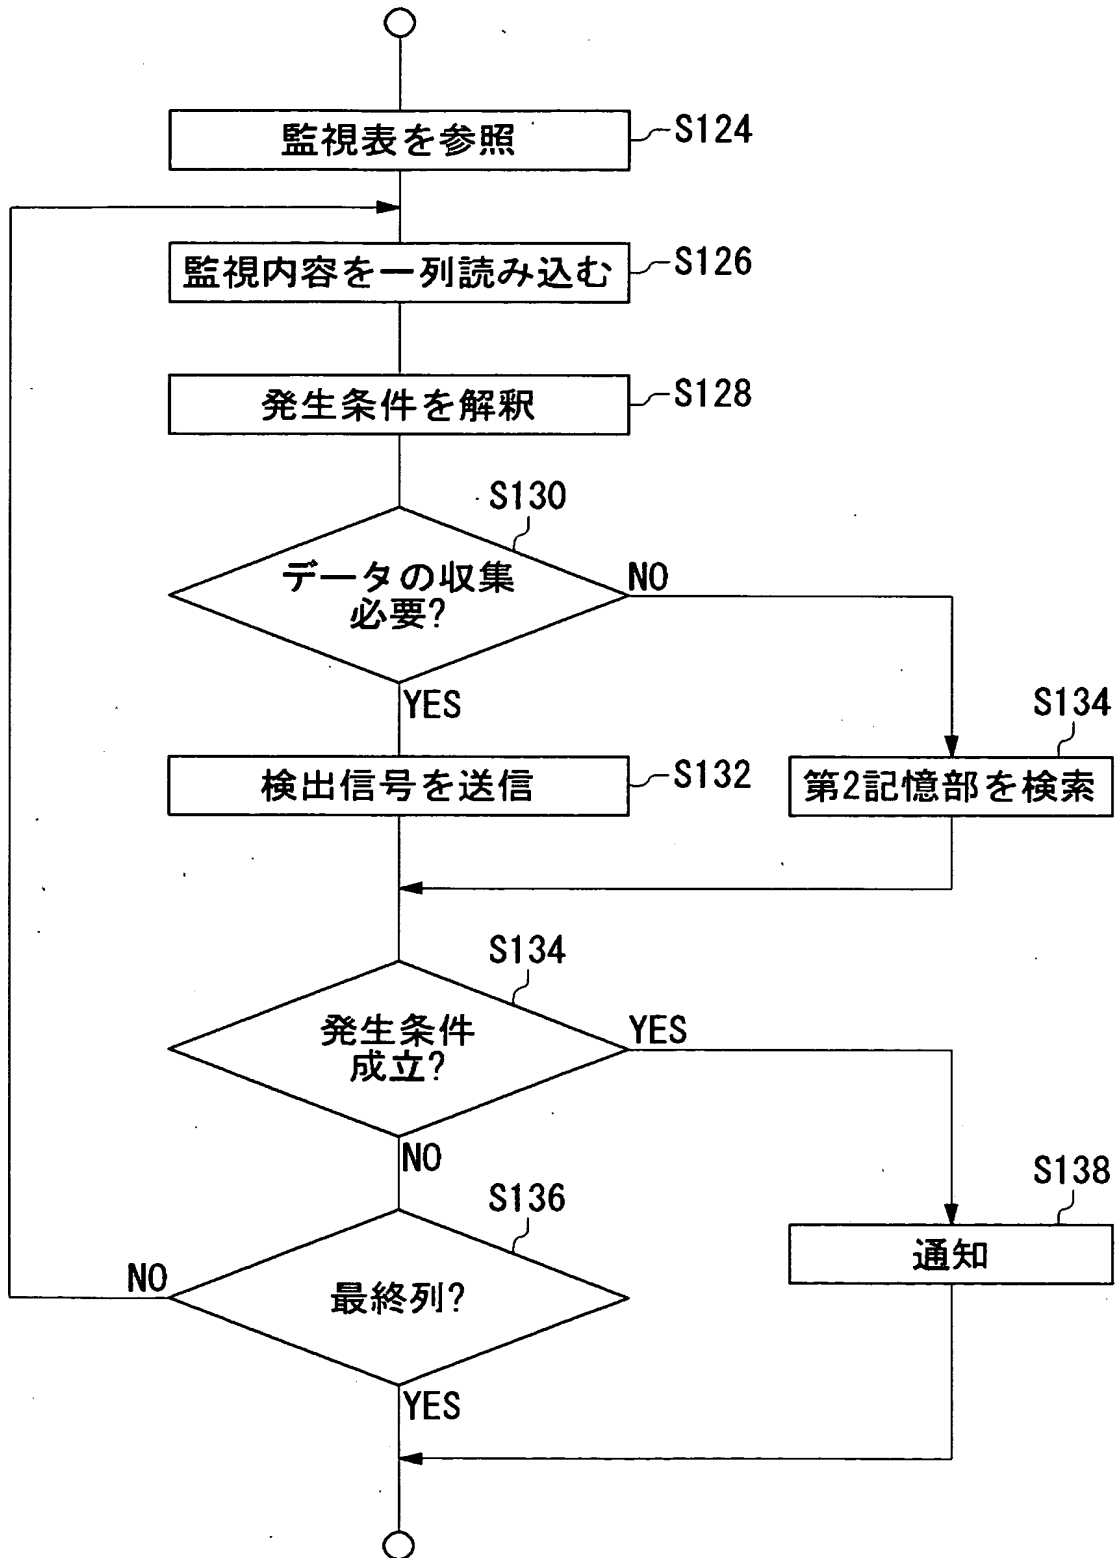 監視表を参照
S124
監視内容を一列読み込む
S126
発生条件を解釈
S128
S130
データの収集
必要?
NO
YES
S134
検出信号を送信
S132
第2記憶部を検索
S134
発生条件
成立?
YES
NO
S138
S136
通知
NO
最終列?
YES